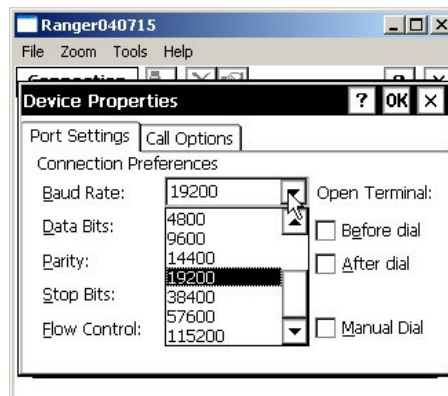 Ranger040715
File Zoom Tools Help
Connection
Device Properties ? OK ×
Port Settings Call Options
Connection Preferences
Baud Rate: 19200 Open Terminal:
4800
Data Bits: 9600 Before dial
Parity: 14400 After dial
19200
Stop Bits: 38400
57600
Flow Control: 115200 Manual Dial